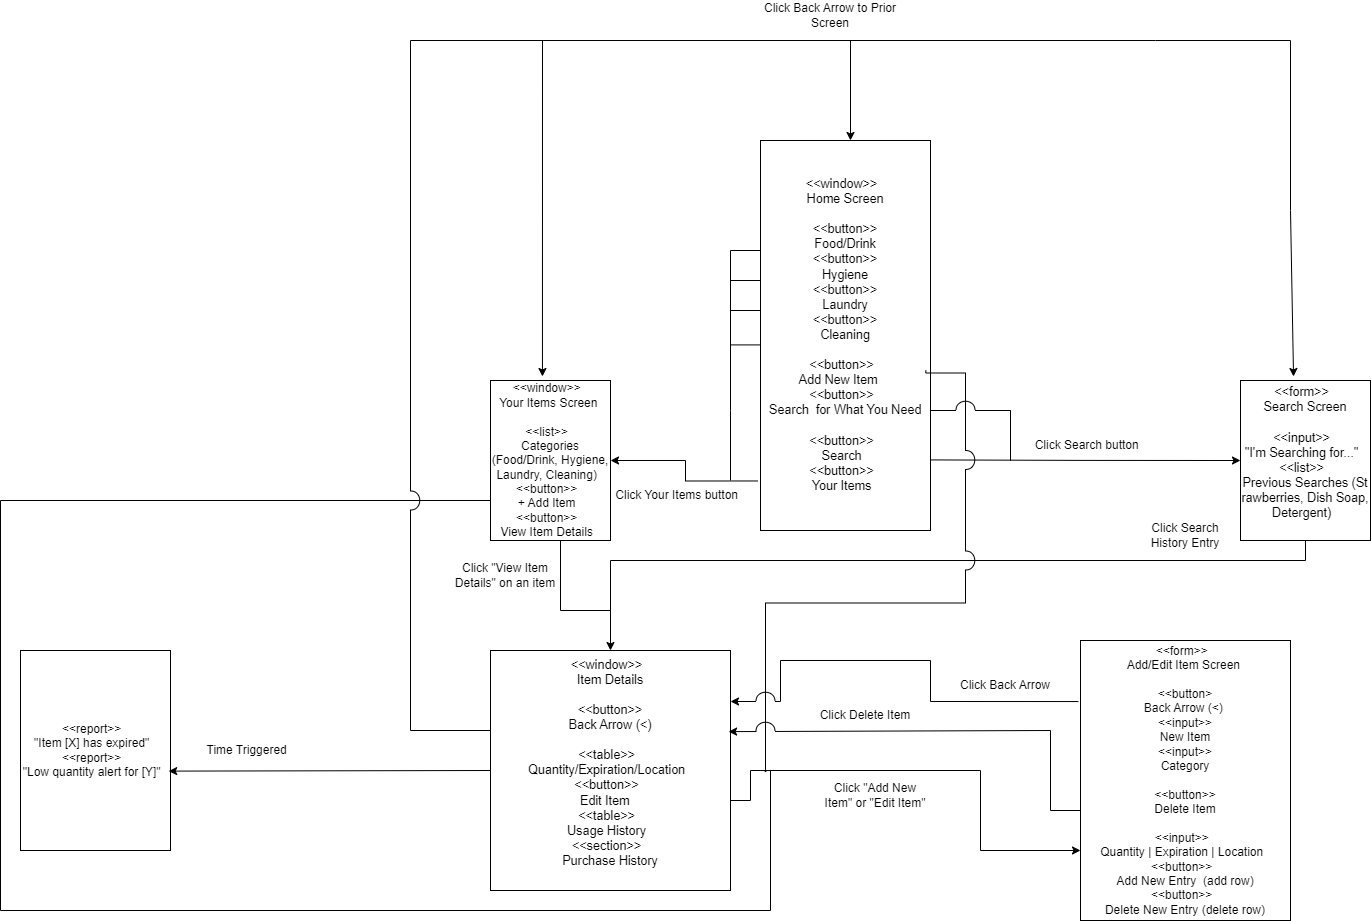 Click Back Arrow to Prior
Screen
<<window>>
Home Screen
<<button>>
Food/Drink
<<button>>
Hygiene
<<button>>
Laundry
<<button>>
Cleaning
<<button>>
Add New Item
<<button>>
Search  for What You Need
<<button>>
Search
<<button>>
Your Items
<<window>>
Your Items Screen
<<list>>
Categories
(Food/Drink, Hygiene,
Laundry, Cleaning)
<<button>>
+ Add Item
<<button>>
View Item Details
Click Your Items button
Click Search button
<<form>>
Search Screen
<<input>>
"I'm Searching for..."
<<list>>
Previous Searches (St
rawberries, Dish Soap,
Detergent)
Click Search
History Entry
Click "View Item
Details" on an item
<<report>>
"Item [X] has expired"
<<report>>
"Low quantity alert for [Y]"
Time Triggered
<<window>>
Item Details
<<button>>
Back Arrow (<)
<<table>>
Quantity/Expiration/Location
<<button>>
Edit Item
<<table>>
Usage History
<<section>>
Purchase History
Click Back Arrow
Click Delete Item
Click "Add New
Item" or "Edit Item"
<<form>>
Add/Edit Item Screen
<<button>
Back Arrow (<)
<<input>>
New Item
<<input>>
Category
<<button>>
Delete Item
<<input>>
Quantity | Expiration | Location
<<button>>
Add New Entry  (add row)
<<button>>
Delete New Entry (delete row)